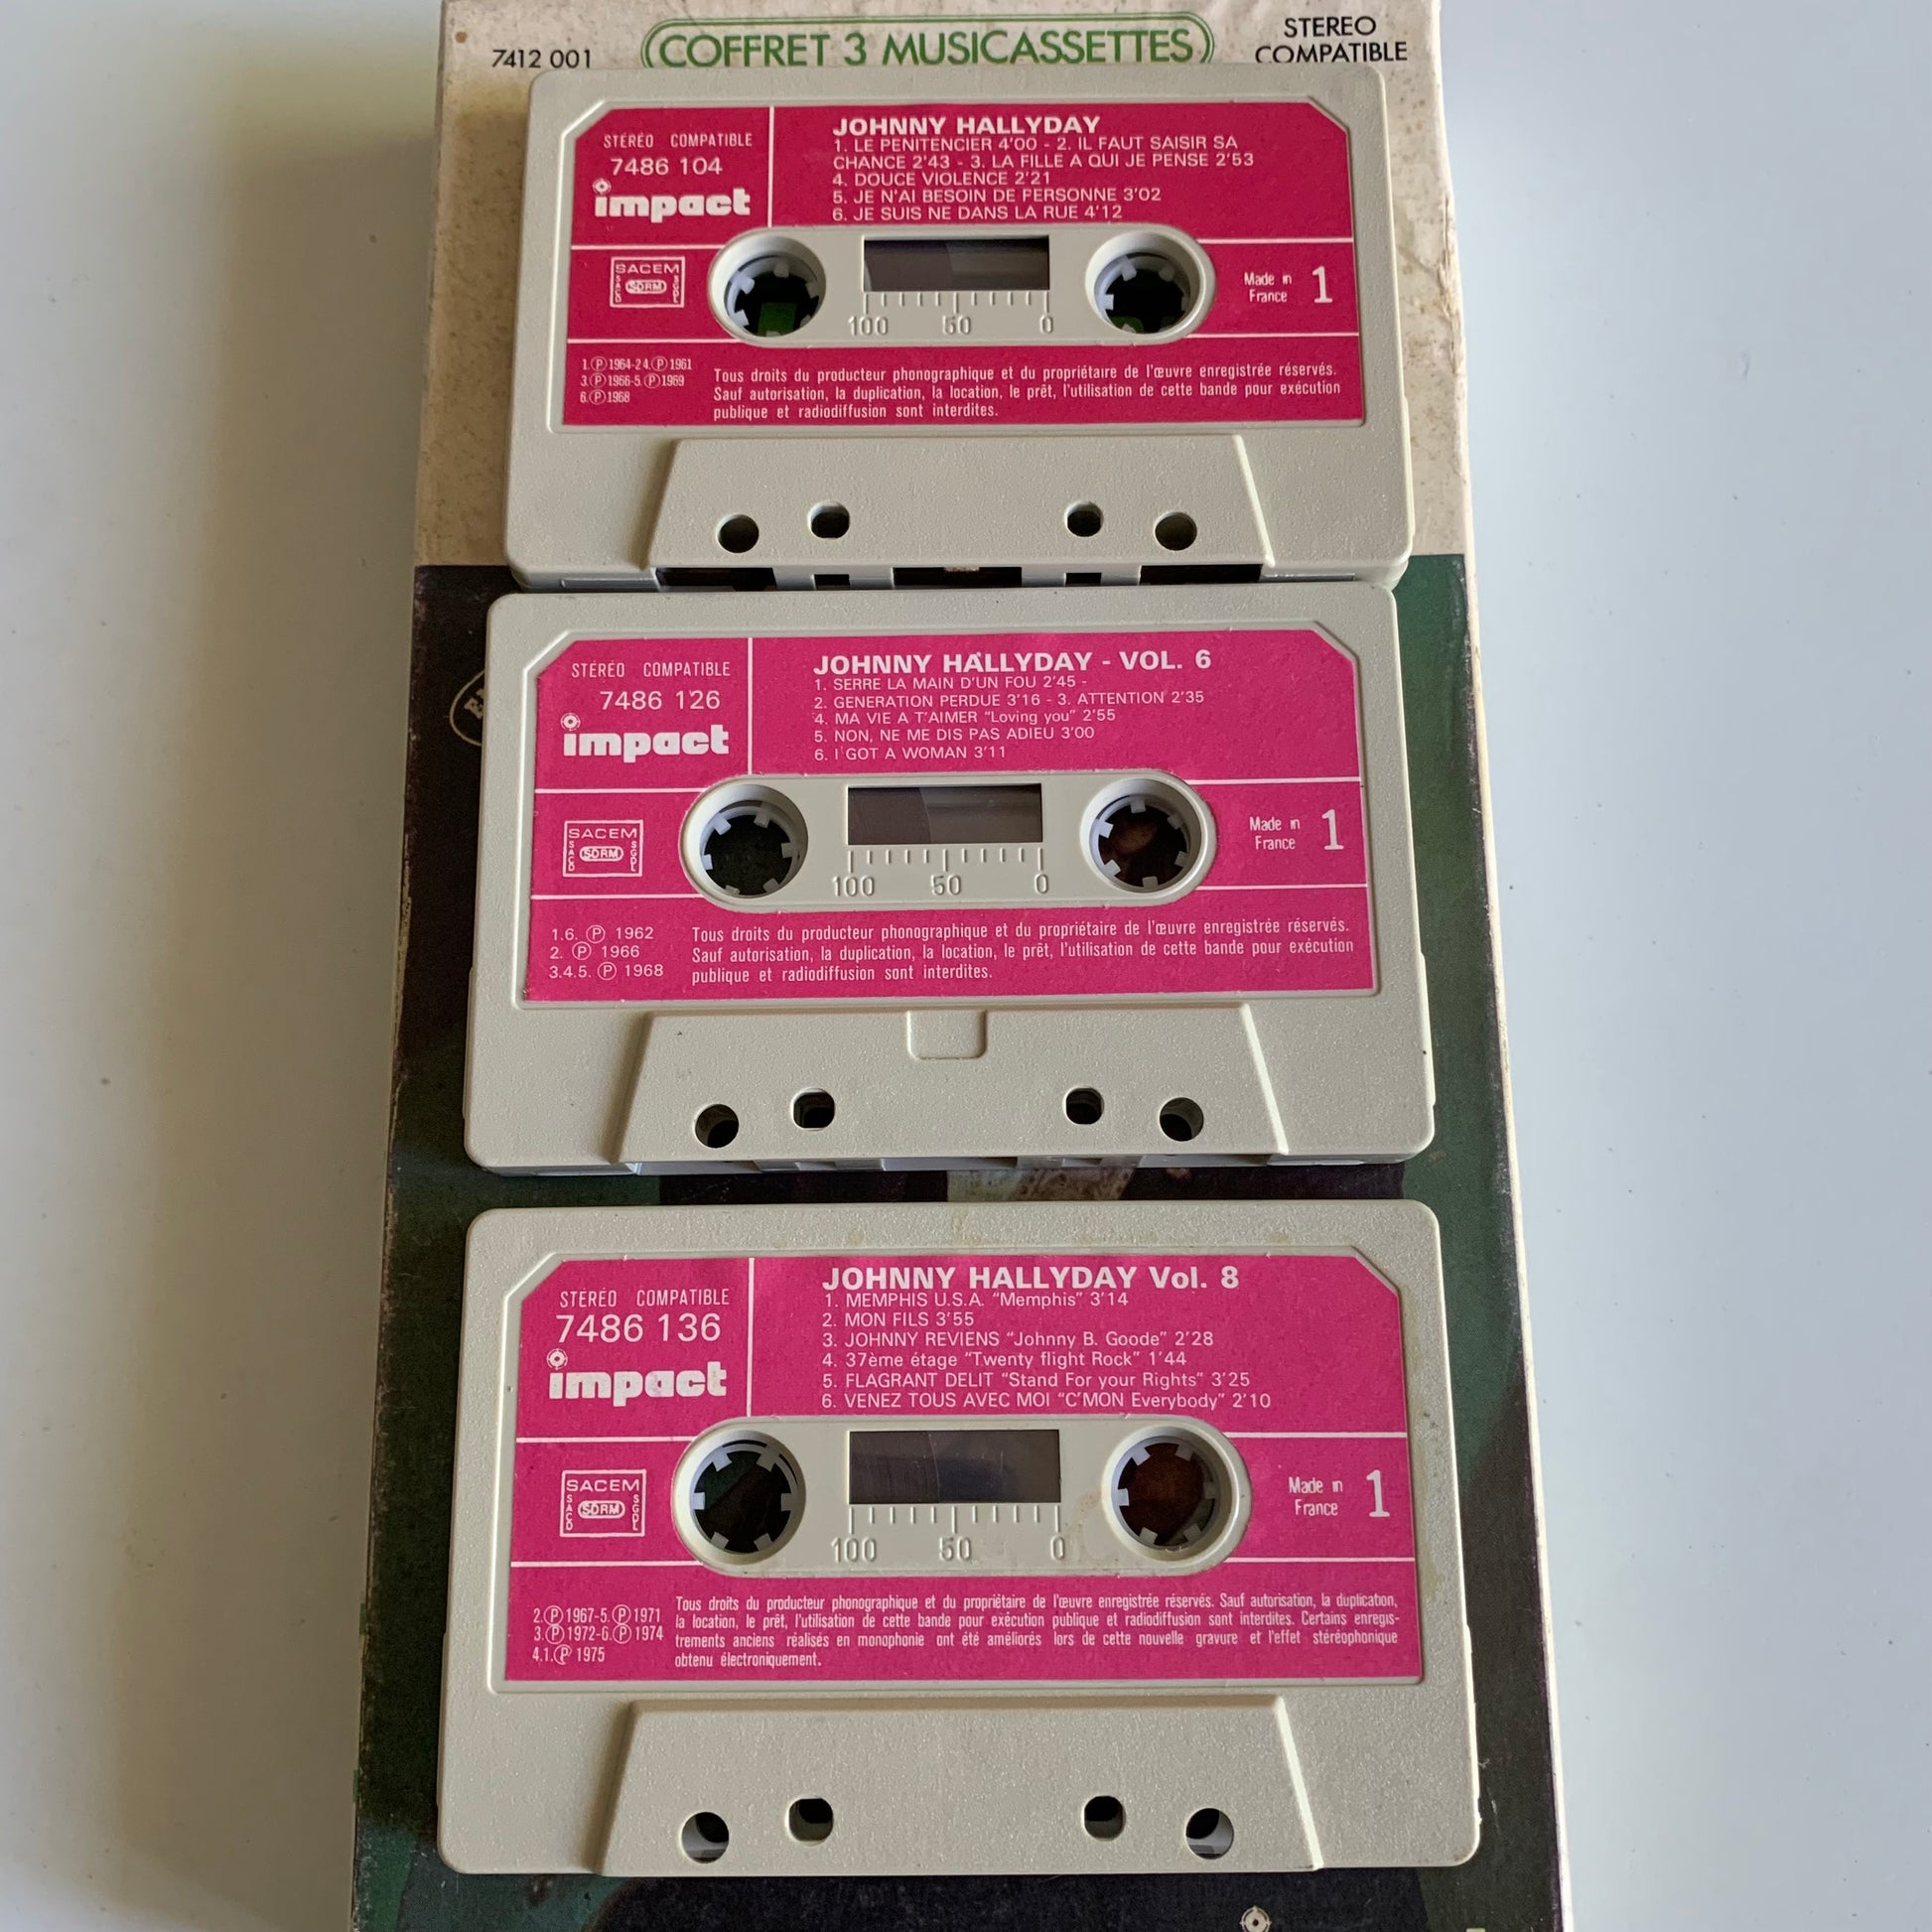 7412 001
COFFRET 3 MUSICASSETTES
STEREO
COMPATIBLE
STÉRÉO COMPATIBLE
7486 104
impact
JOHNNY HALLYDAY
1. LE PENITENCIER 4'00 - 2. IL FAUT SAISIR SA
CHANCE 2'43 - 3. LA FILLE A QUI JE PENSE 2'53
4. DOUCE VIOLENCE 2'21
5. JE N'AI BESOIN DE PERSONNE 3'02
6. JE SUIS NE DANS LA RUE 4'12
SACEM
SACD
SDRM
SGDL
100 50 0
Made in
France
1
1.Ⓟ1964-2 4.Ⓟ1961
3.Ⓟ1966-5.Ⓟ1969
6.Ⓟ1968
Tous droits du producteur phonographique et du propriétaire de l'œuvre enregistrée réservés.
Sauf autorisation, la duplication, la location, le prêt, l'utilisation de cette bande pour exécution
publique et radiodiffusion sont interdites.
STÉRÉO COMPATIBLE
7486 126
impact
JOHNNY HALLYDAY - VOL. 6
1. SERRE LA MAIN D'UN FOU 2'45 -
2. GENERATION PERDUE 3'16 - 3. ATTENTION 2'35
4. MA VIE A T'AIMER "Loving you" 2'55
5. NON, NE ME DIS PAS ADIEU 3'00
6. I GOT A WOMAN 3'11
SACEM
SACD
SDRM
SGDL
100 50 0
Made in
France
1
1.6. Ⓟ 1962
2. Ⓟ 1966
3.4.5. Ⓟ 1968
Tous droits du producteur phonographique et du propriétaire de l'œuvre enregistrée réservés.
Sauf autorisation, la duplication, la location, le prêt, l'utilisation de cette bande pour exécution
publique et radiodiffusion sont interdites.
STÉRÉO COMPATIBLE
7486 136
impact
JOHNNY HALLYDAY Vol. 8
1. MEMPHIS U.S.A. "Memphis" 3'14
2. MON FILS 3'55
3. JOHNNY REVIENS "Johnny B. Goode" 2'28
4. 37ème étage "Twenty flight Rock" 1'44
5. FLAGRANT DELIT "Stand For your Rights" 3'25
6. VENEZ TOUS AVEC MOI "C'MON Everybody" 2'10
SACEM
SACD
SDRM
SGDL
100 50 0
Made in
France
1
2.Ⓟ1967-5.Ⓟ1971
3.Ⓟ1972-6.Ⓟ1974
4.1.Ⓟ 1975
Tous droits du producteur phonographique et du propriétaire de l'œuvre enregistrée réservés. Sauf autorisation, la duplication,
la location, le prêt, l'utilisation de cette bande pour exécution publique et radiodiffusion sont interdites. Certains enregis-
trements anciens réalisés en monophonie ont été améliorés lors de cette nouvelle gravure et l'effet stéréophonique
obtenu électroniquement.